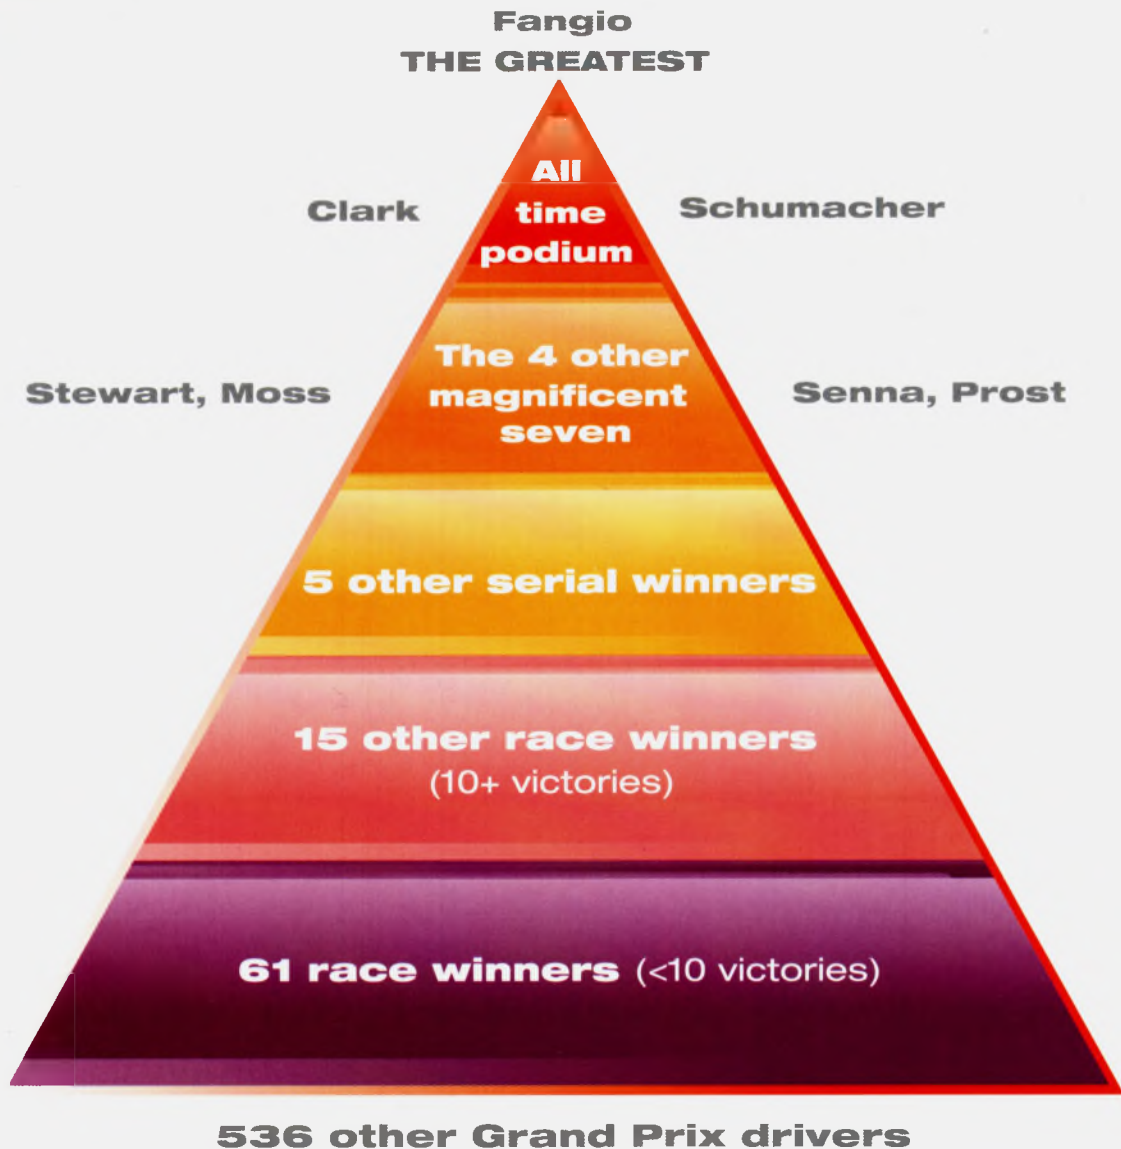 Fangio
THE GREATEST
All
Clark
time
Schumacher
podium
The 4 other
Stewart, Moss
magnificent
Senna, Prost
seven
5 other serial winners
15 other race winners
(10+ victories)
61 race winners (<10 victories)
536 other Grand Prix drivers